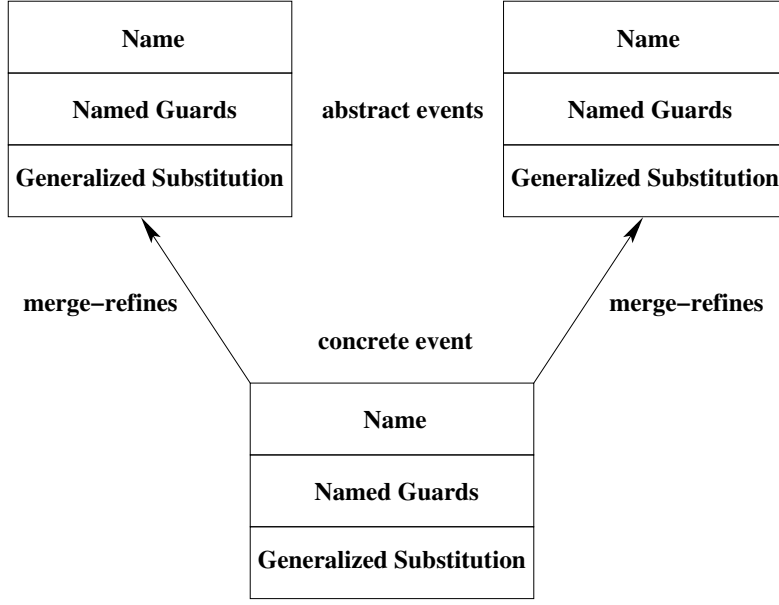 Name
Named Guards
Generalized Substitution
abstract events
Name
Named Guards
Generalized Substitution
merge−refines
merge−refines
concrete event
Name
Named Guards
Generalized Substitution